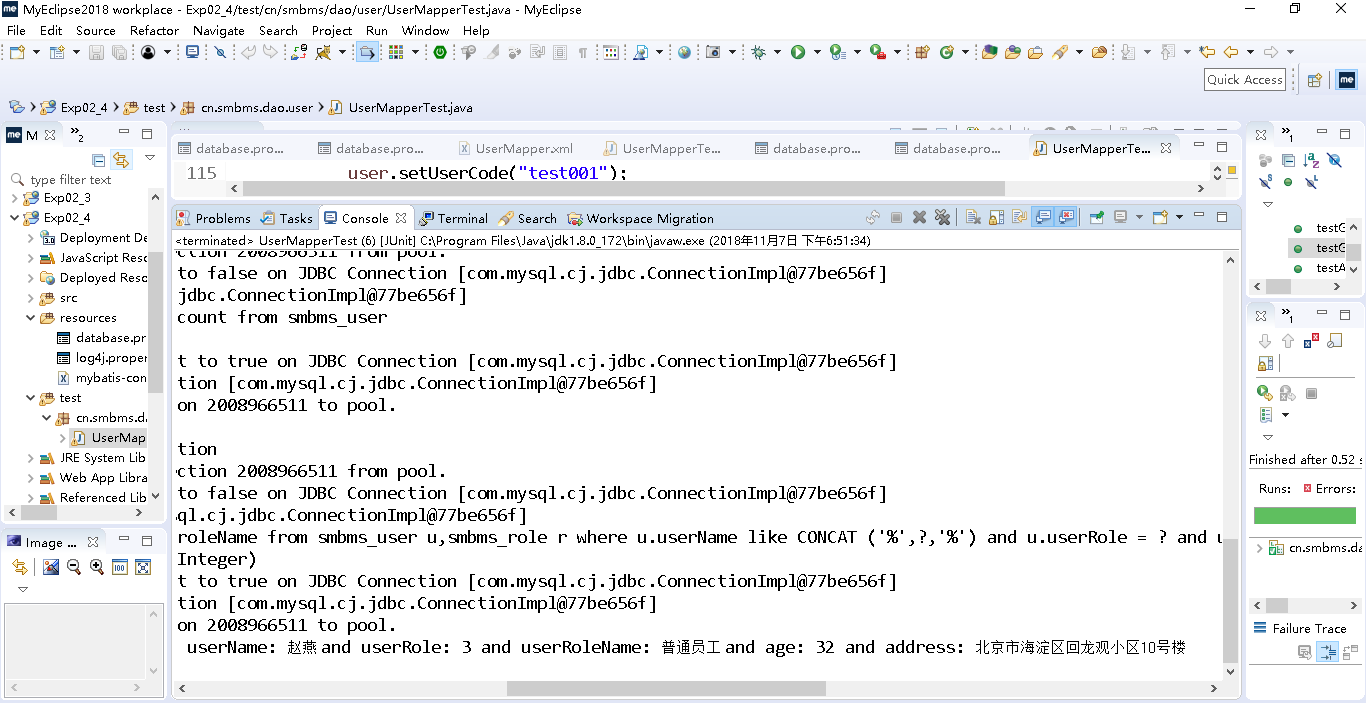 MyEclipse2018 workplace - Exp02_4/test/cn/smbms/dao/user/UserMapperTest.java - MyEclipse
File Edit Source Refactor Navigate Search Project Run Window Help
Quick Access
me
Exp02_4 test cn.smbms.dao.user UserMapperTest.java
me M
2
type filter text
Exp02_3
Exp02_4
Deployment De
JavaScript Reso
Deployed Reso
src
resources
database.pr
log4j.proper
mybatis-con
test
cn.smbms.da
UserMap
JRE System Lib
Web App Libra
Referenced Lib
Image ...
100
database.pro... database.pro... MUserMapper.xml UserMapperTe... database.pro... database.pro... UserMapperTe...
115 user.setUserCode("test001");
Problems Tasks Console Terminal Search Workspace Migration
<terminated> UserMapperTest (6) [JUnit] C:\Program Files\Java\jdk1.8.0_172\bin\javaw.exe (2018年11月7日 下午6:51:34)
ction 2008966511 from pool.
to false on JDBC Connection [com.mysql.cj.jdbc.ConnectionImpl@77be656f]
jdbc.ConnectionImpl@77be656f]
count from smbms_user
t to true on JDBC Connection [com.mysql.cj.jdbc.ConnectionImpl@77be656f]
tion [com.mysql.cj.jdbc.ConnectionImpl@77be656f]
on 2008966511 to pool.
tion
ction 2008966511 from pool.
to false on JDBC Connection [com.mysql.cj.jdbc.ConnectionImpl@77be656f]
ql.cj.jdbc.ConnectionImpl@77be656f]
roleName from smbms_user u,smbms_role r where u.userName like CONCAT ('%',?,'%') and u.userRole = ? and u
Integer)
t to true on JDBC Connection [com.mysql.cj.jdbc.ConnectionImpl@77be656f]
tion [com.mysql.cj.jdbc.ConnectionImpl@77be656f]
on 2008966511 to pool.
userName: 赵燕 and userRole: 3 and userRoleName: 普通员工 and age: 32 and address: 北京市海淀区回龙观小区10号楼
1
testG
testG
testA
1
Finished after 0.52 s
Runs: Errors:
cn.smbms.da
Failure Trace